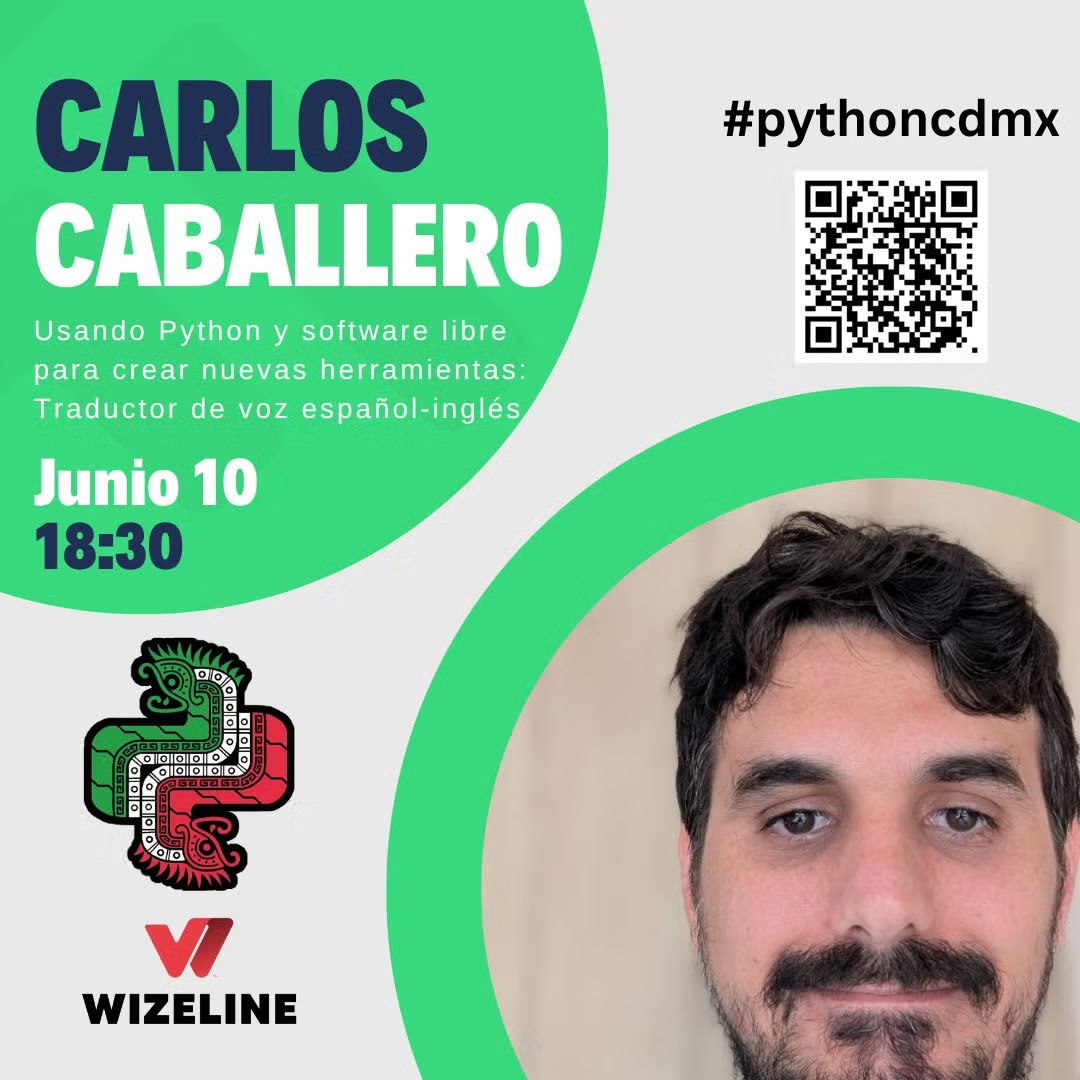 CARLOS
CABALLERO
Usando Python y software libre
para crear nuevas herramientas:
Traductor de voz español-inglés
Junio 10
18:30
#pythoncdmx
WIZELINE